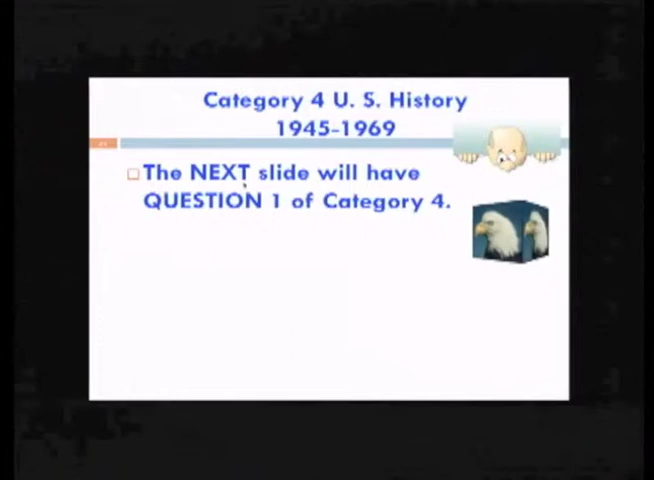 Category 4 U. S. History
1945-1969
The NEXT slide will have
QUESTION 1 of Category 4.